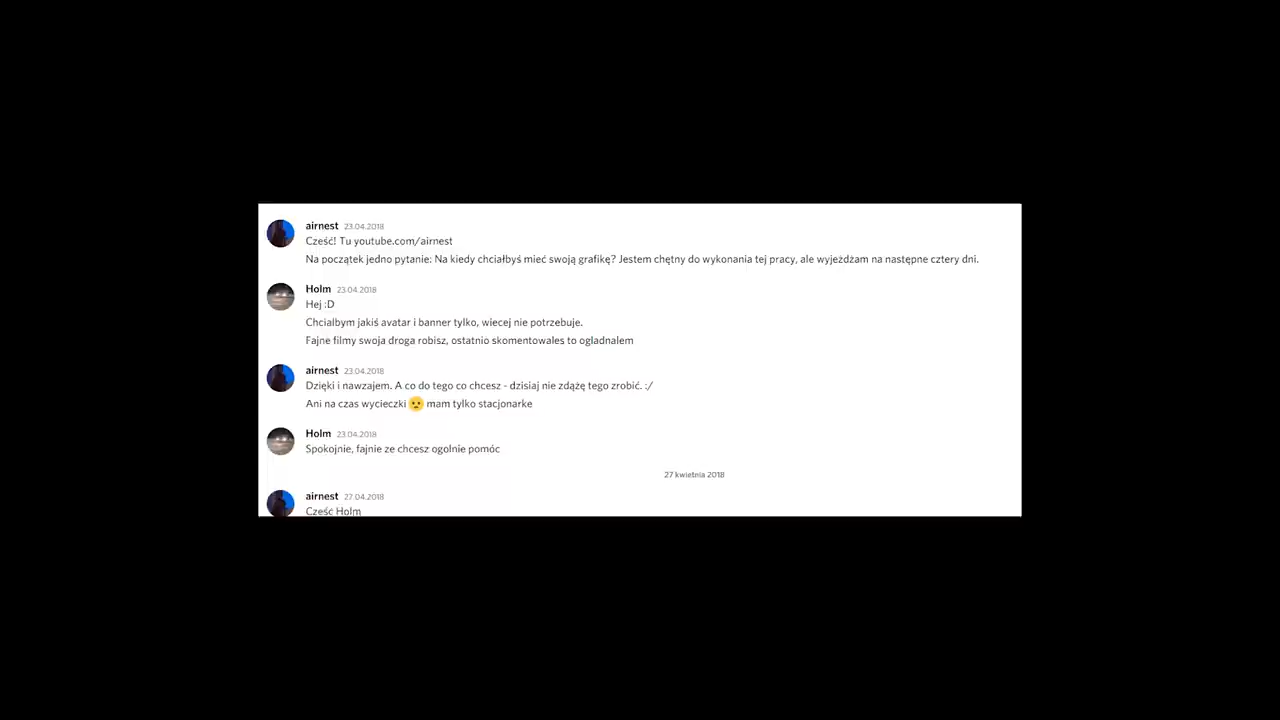 airnest 23.04.2018
Cześć! Tu youtube.com/airnest
Na początek jedno pytanie: Na kiedy chciałbyś mieć swoją grafikę? Jestem chętny do wykonania tej pracy, ale wyjeżdżam na następne cztery dni.
Holm 23.04.2018
Hej :D
Chcialbym jakiś avatar i banner tylko, wiecej nie potrzebuje.
Fajne filmy swoja droga robisz, ostatnio skomentowales to ogladnalem
airnest 23.04.2018
Dzięki i nawzajem. A co do tego co chcesz - dzisiaj nie zdążę tego zrobić. :/
Ani na czas wycieczki 😦 mam tylko stacjonarke
Holm 23.04.2018
Spokojnie, fajnie ze chcesz ogolnie pomóc
27 kwietnia 2018
airnest 27.04.2018
Cześć Holm